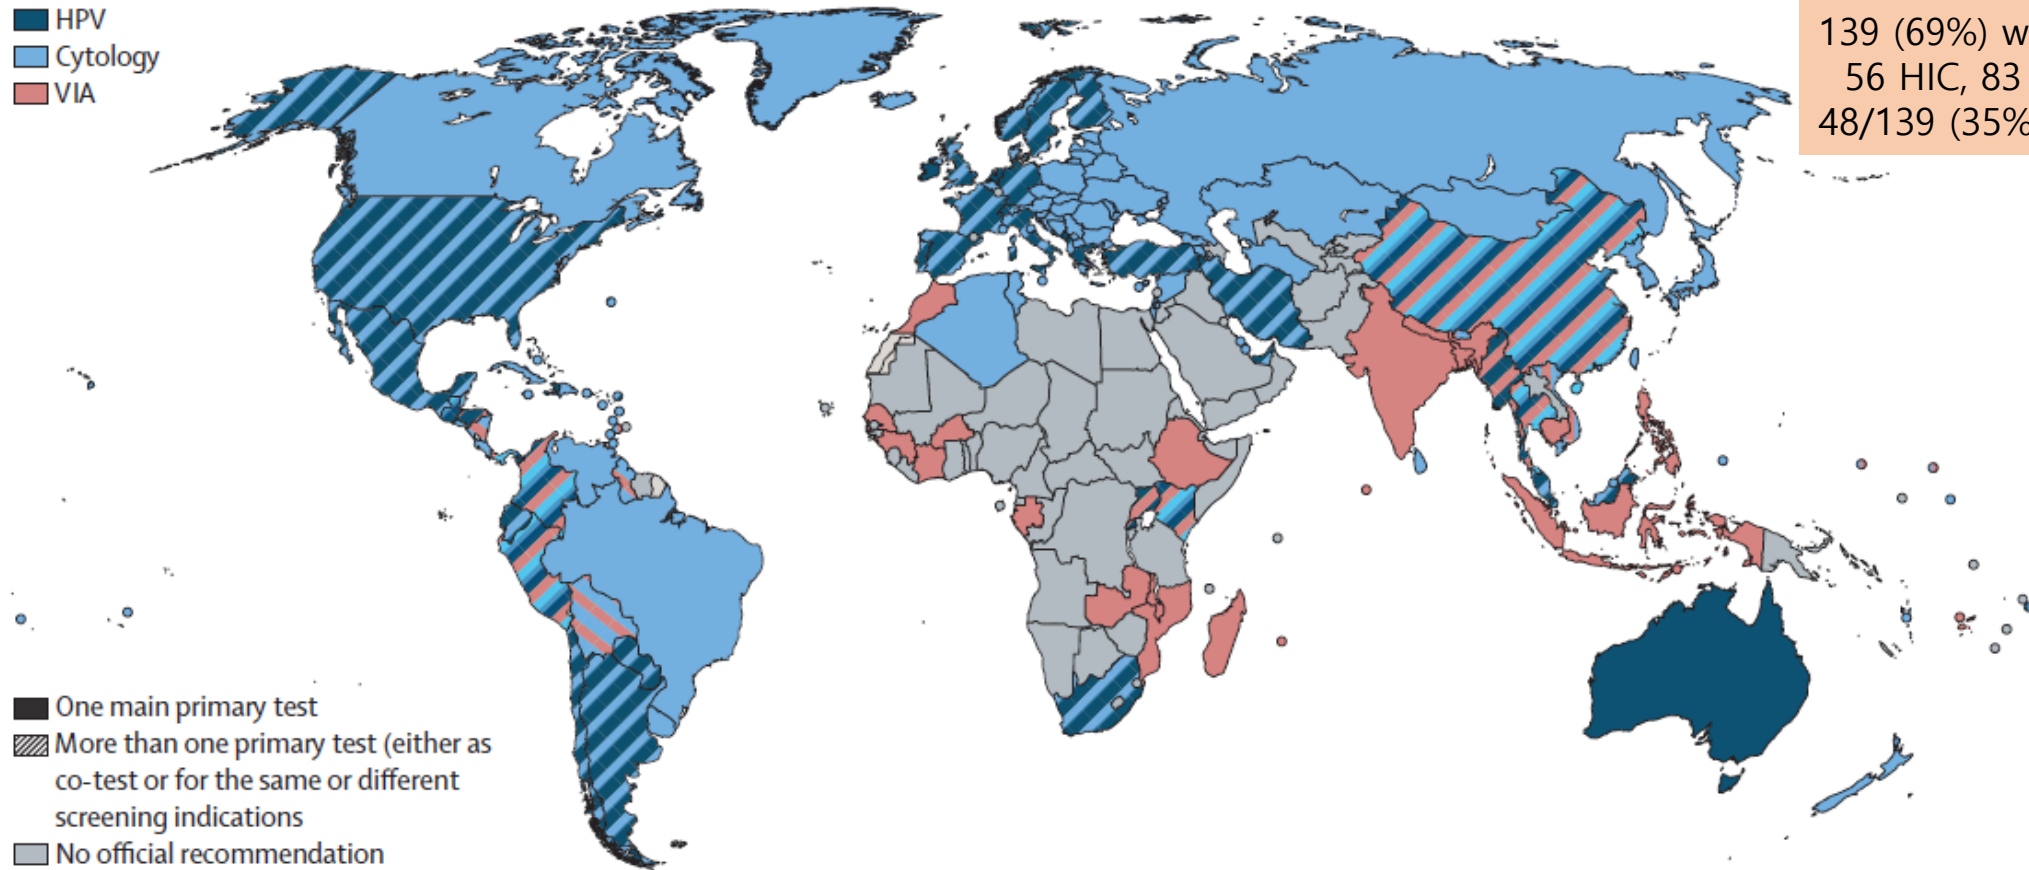 HPV
Cytology
VIA
139 (69%) w
56 HIC, 83
48/139 (35%
One main primary test
More than one primary test (either as
co-test or for the same or different
screening indications
No official recommendation